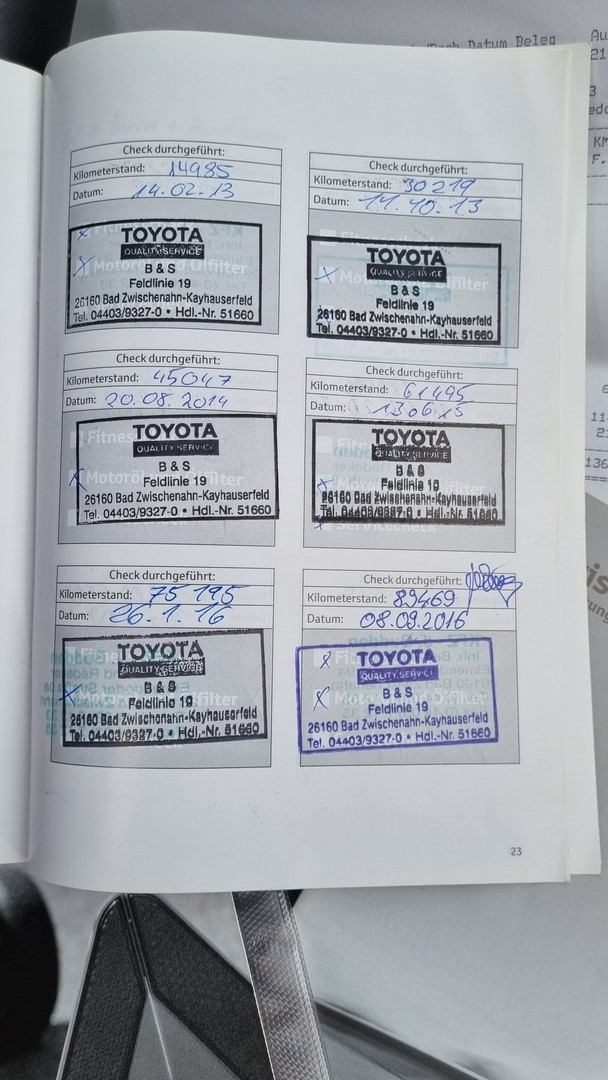 Datum Beleg
Check durchgeführt:
Kilometerstand: 14985
Datum: 14.02.13
TOYOTA
QUALITY SERVICE
B & S
Motoröl und Ölfilter
Feldlinie 19
26160 Bad Zwischenahn-Kayhauserfeld
Tel. 04403/9327-0 • Hdl.-Nr. 51660
Check durchgeführt:
Kilometerstand: 30219
Datum: 11.10.13
TOYOTA
QUALITY SERVICE
B & S
Feldlinie 19
26160 Bad Zwischenahn-Kayhauserfeld
Tel. 04403/9327-0 • Hdl.-Nr. 51660
Check durchgeführt:
Kilometerstand: 45047
Datum: 20.08.2014
TOYOTA
QUALITY SERVICE
B & S
Feldlinie 19
26160 Bad Zwischenahn-Kayhauserfeld
Tel. 04403/9327-0 • Hdl.-Nr. 51660
Check durchgeführt:
Kilometerstand: 61495
Datum: 130615
TOYOTA
QUALITY SERVICE
B & S
Feldlinie 19
26160 Bad Zwischenahn-Kayhauserfeld
Tel. 04403/9327-0 • Hdl.-Nr. 51660
Check durchgeführt:
Kilometerstand: 75195
Datum: 26.1.16
TOYOTA
QUALITY SERVICE
B & S
Feldlinie 19
26160 Bad Zwischenahn-Kayhauserfeld
Tel. 04403/9327-0 • Hdl.-Nr. 51660
Check durchgeführt:
Kilometerstand: 89469
Datum: 08.09.2016
TOYOTA
QUALITY SERVICE
B & S
Feldlinie 19
26160 Bad Zwischenahn-Kayhauserfeld
Tel. 04403/9327-0 • Hdl.-Nr. 51660
23